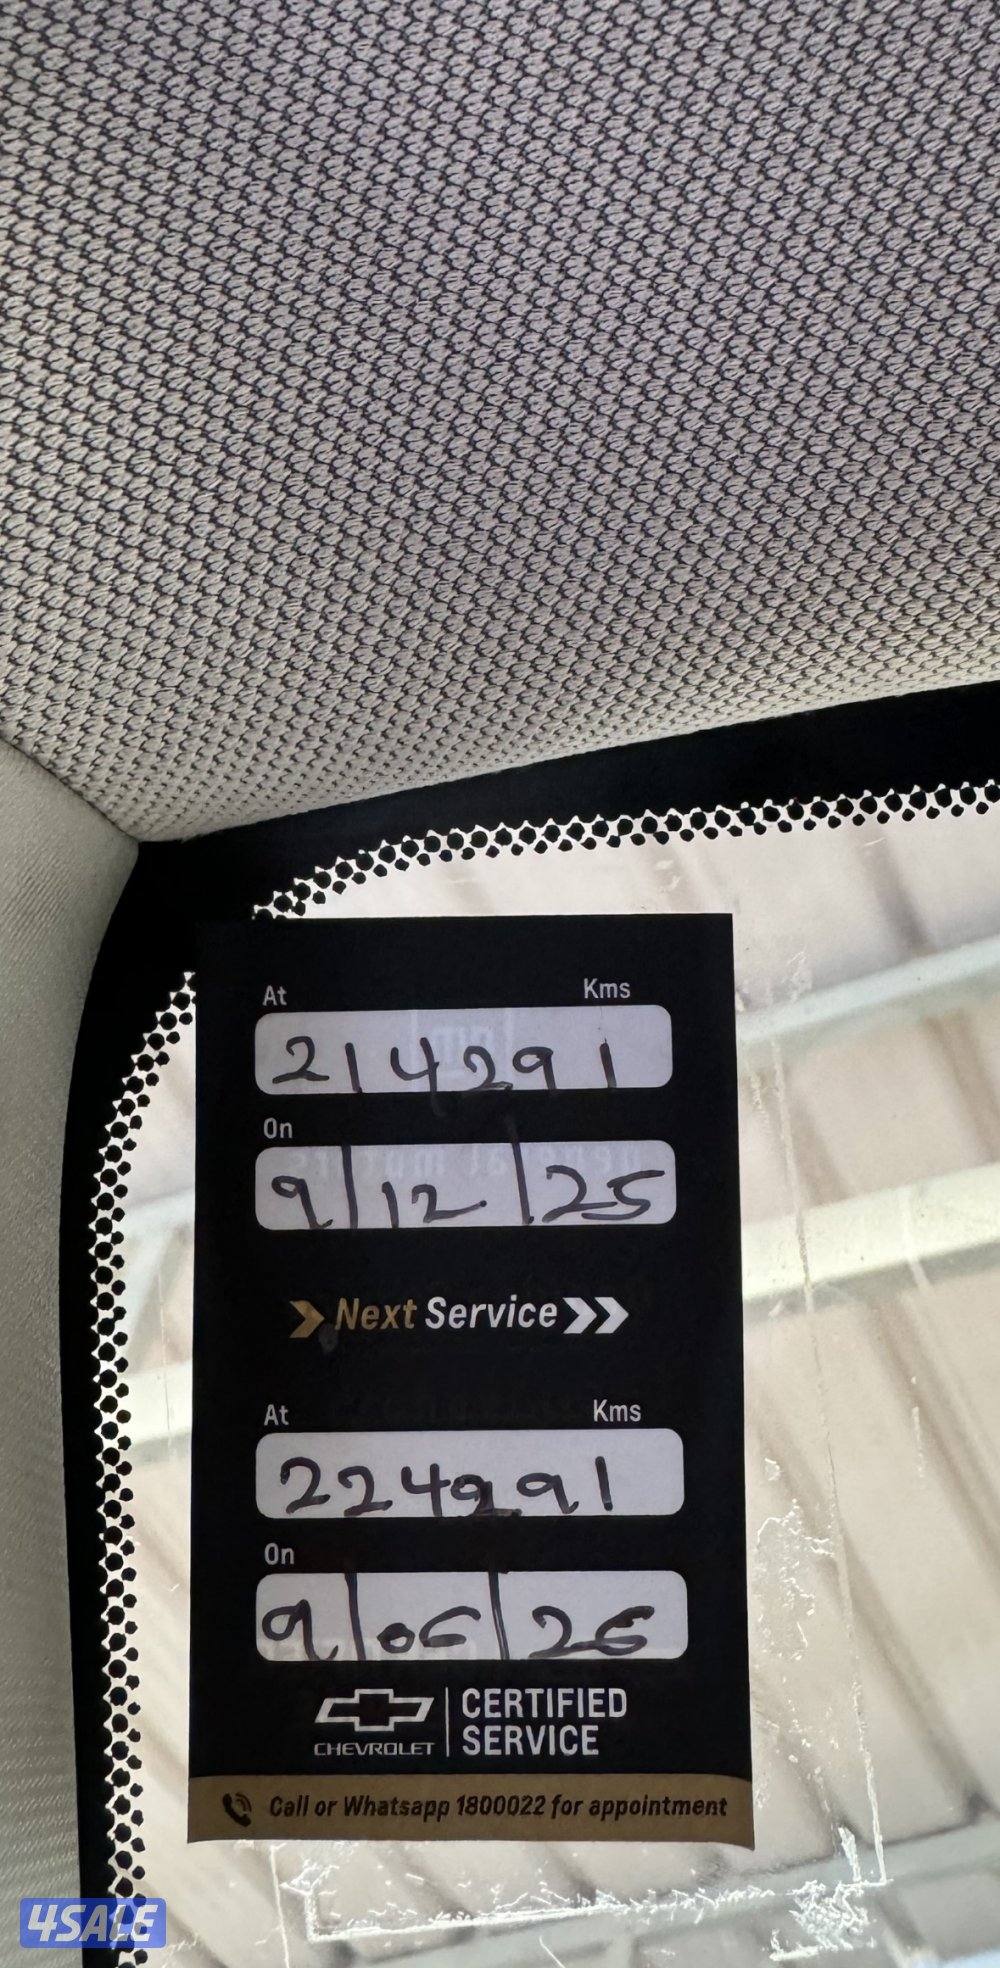 At Kms
214291
On
9/12/25
Next Service
At Kms
224291
On
9/06/26
CHEVROLET CERTIFIED SERVICE
Call or Whatsapp 1800022 for appointment
4SALE